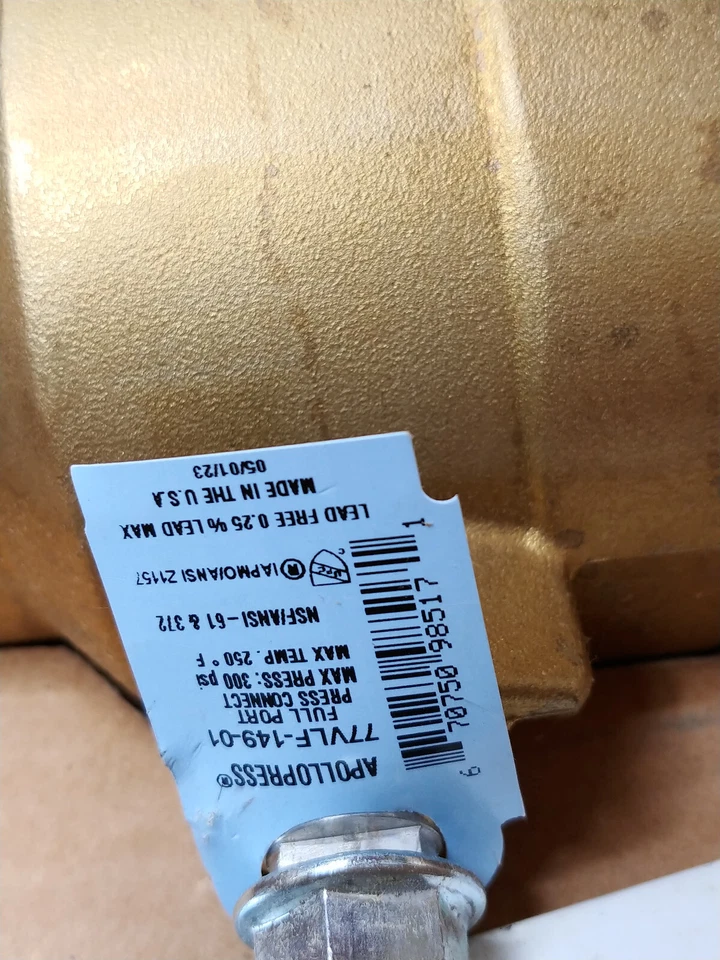 APOLLOPRESS®
77VLF-149-01
FULL PORT
PRESS CONNECT
MAX PRESS: 300 psi
MAX TEMP. 250° F
NSF/ANSI-61 & 372
UPC ® IAPMO/ANSI Z1157
c
LEAD FREE 0.25 % LEAD MAX
MADE IN THE U.S.A
05/01/23
6 70750 98517 1